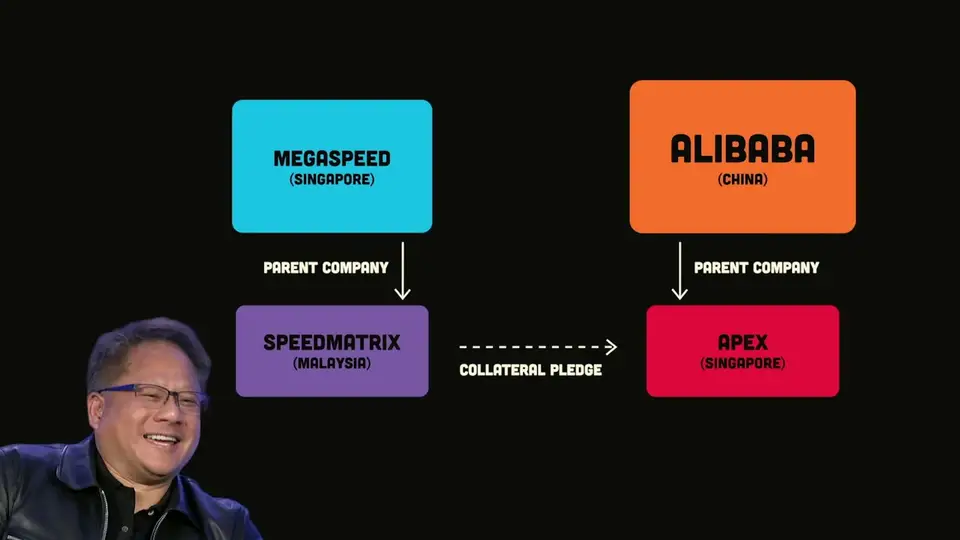 MEGASPEED
(SINGAPORE)
ALIBABA
(CHINA)
PARENT COMPANY
PARENT COMPANY
SPEEDMATRIX
(MALAYSIA)
COLLATERAL PLEDGE
APEX
(SINGAPORE)